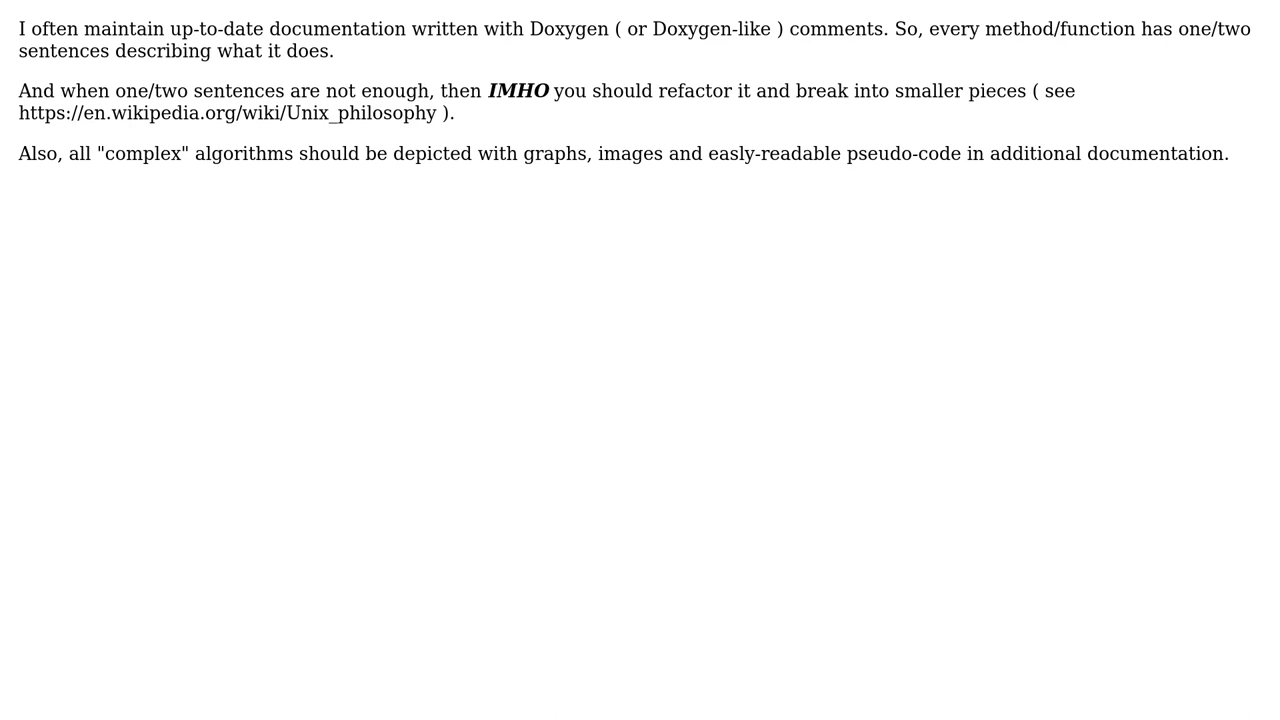 I often maintain up-to-date documentation written with Doxygen ( or Doxygen-like ) comments. So, every method/function has one/two
sentences describing what it does.
And when one/two sentences are not enough, then IMHO you should refactor it and break into smaller pieces ( see
https://en.wikipedia.org/wiki/Unix_philosophy ).
Also, all "complex" algorithms should be depicted with graphs, images and easly-readable pseudo-code in additional documentation.